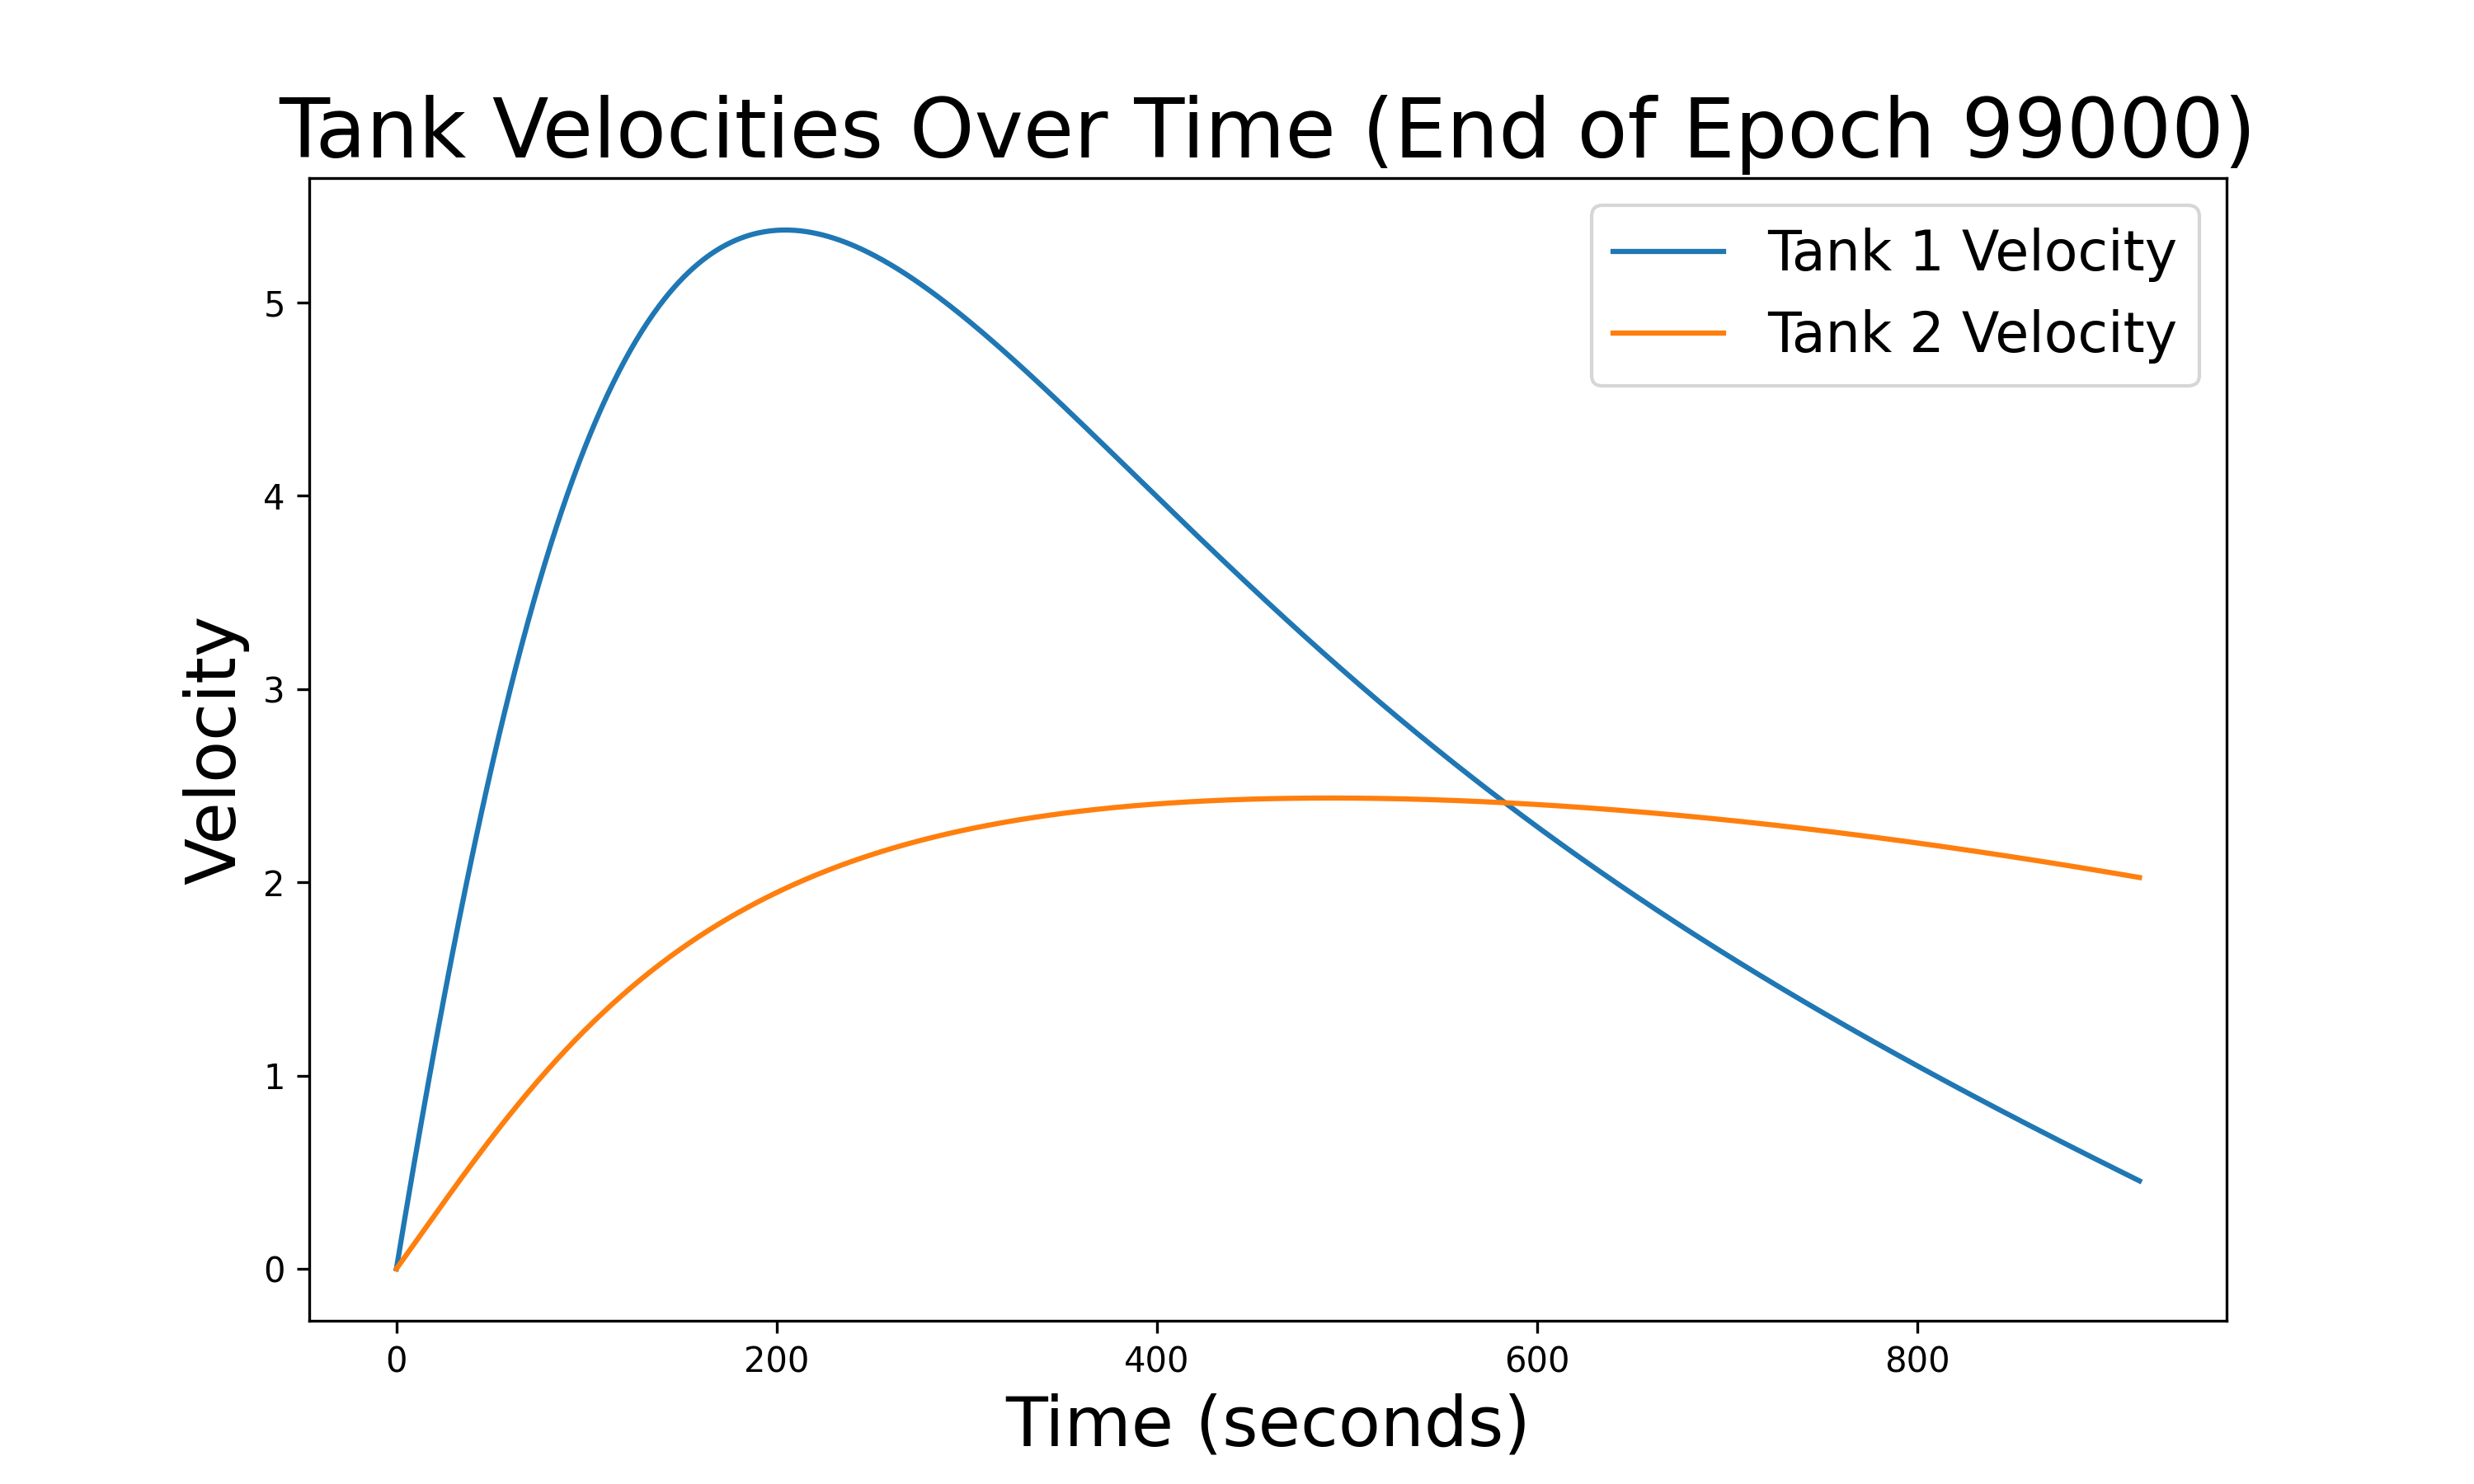 Tank Velocities Over Time (End of Epoch 99000)
Tank 1 Velocity
Tank 2 Velocity
Velocity
5
4
3
2
1
0
0 200 400 600 800
Time (seconds)